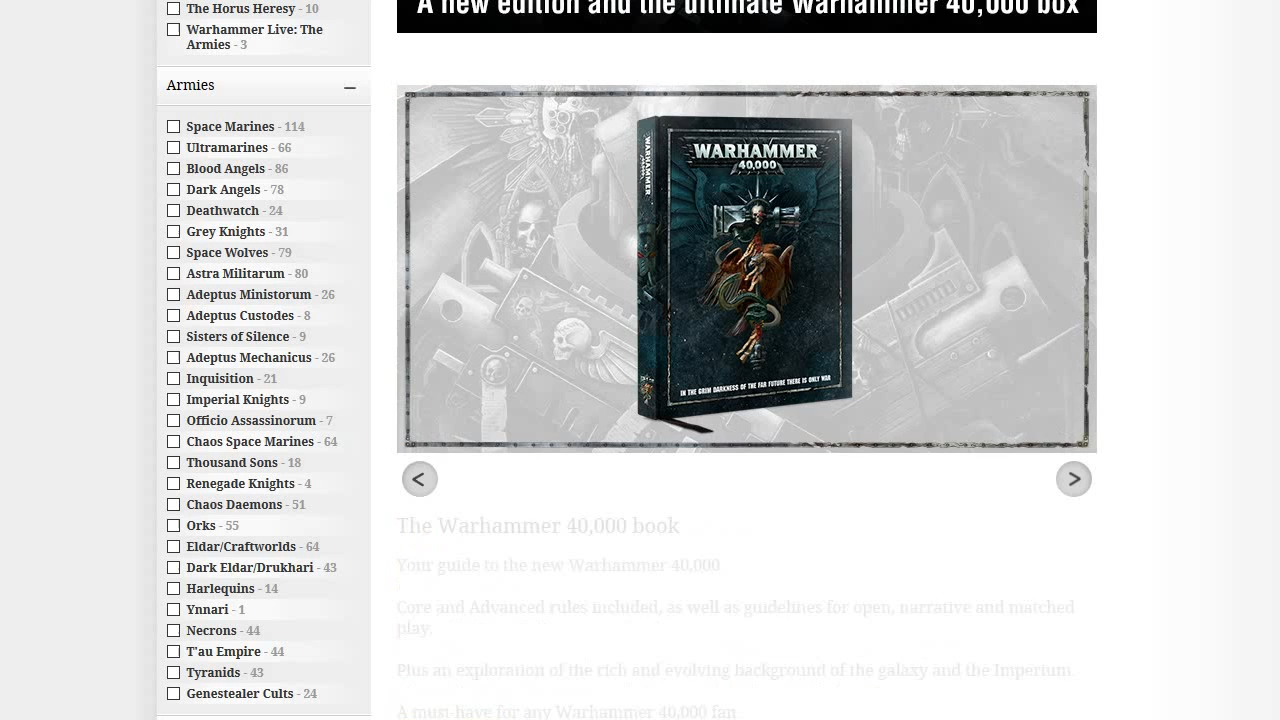 The Horus Heresy - 10
Warhammer Live: The
Armies - 3
Armies
Space Marines - 114
Ultramarines - 66
Blood Angels - 86
Dark Angels - 78
Deathwatch - 24
Grey Knights - 31
Space Wolves - 79
Astra Militarum - 80
Adeptus Ministorum - 26
Adeptus Custodes - 8
Sisters of Silence - 9
Adeptus Mechanicus - 26
Inquisition - 21
Imperial Knights - 9
Officio Assassinorum - 7
Chaos Space Marines - 64
Thousand Sons - 18
Renegade Knights - 4
Chaos Daemons - 51
Orks - 55
Eldar/Craftworlds - 64
Dark Eldar/Drukhari - 43
Harlequins - 14
Ynnari - 1
Necrons - 44
T'au Empire - 44
Tyranids - 43
Genestealer Cults - 24
A new edition and the ultimate Warhammer 40,000 box
WARHAMMER
WARHAMMER
40,000
IN THE GRIM DARKNESS OF THE FAR FUTURE THERE IS ONLY WAR
<
>
The Warhammer 40,000 book
Your guide to the new Warhammer 40,000
Core and Advanced rules included, as well as guidelines for open, narrative and matched
play.
Plus an exploration of the rich and evolving background of the galaxy and the Imperium.
A must-have for any Warhammer 40,000 fan